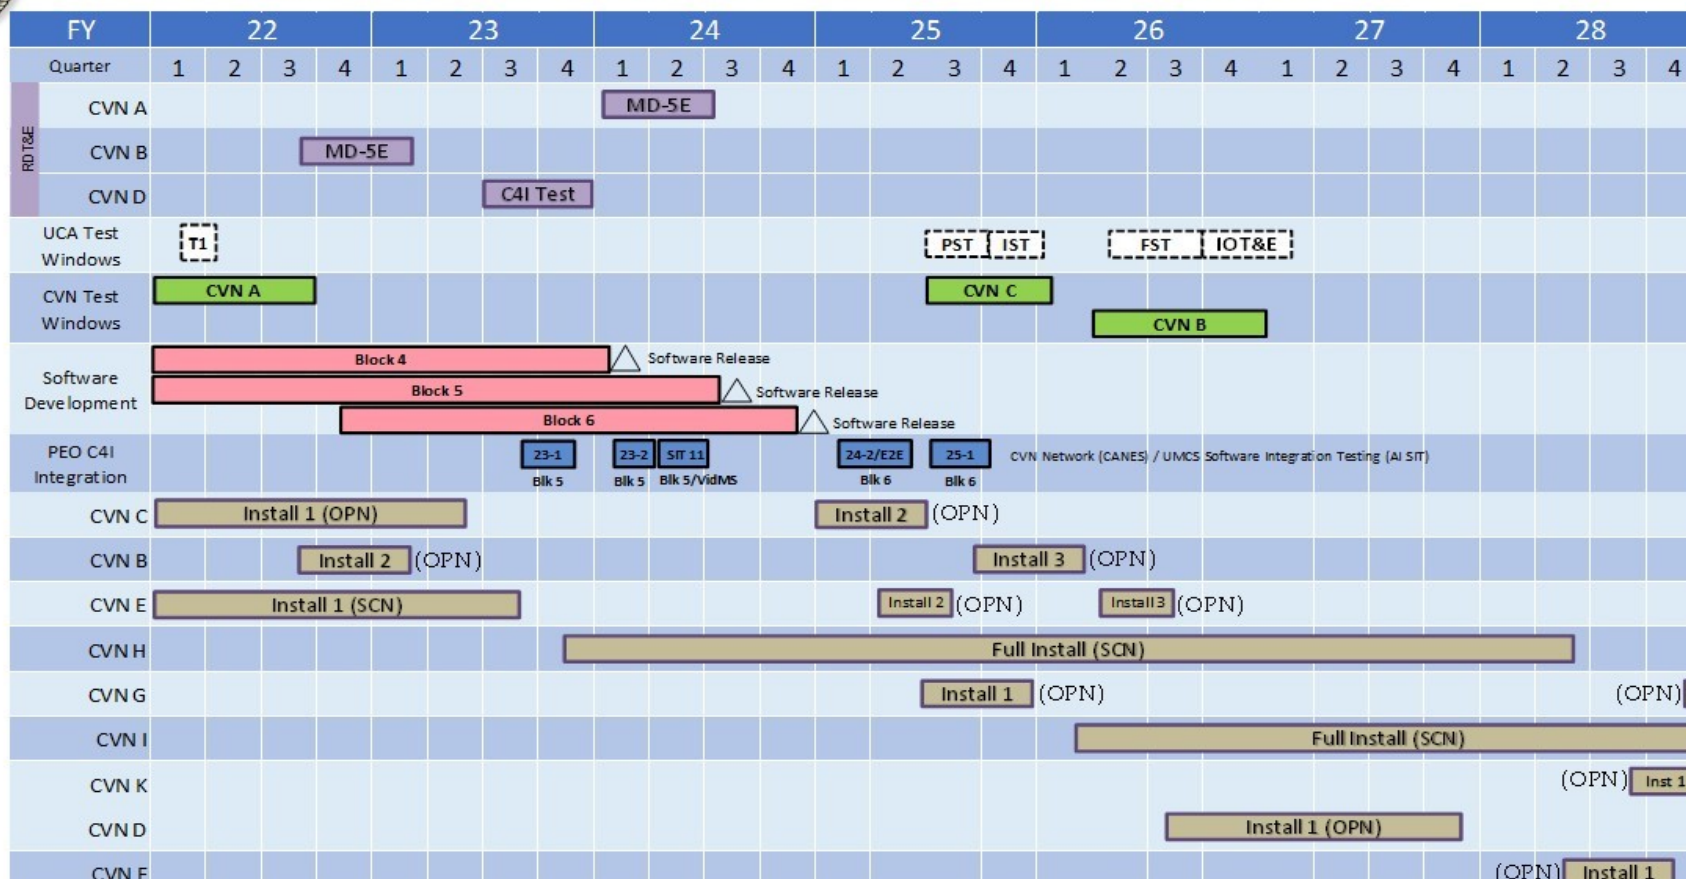 FY 22 23 24 25 26 27 28
Quarter 1 2 3 4 1 2 3 4 1 2 3 4 1 2 3 4 1 2 3 4 1 2 3 4 1 2 3 4
RDT&E
CVN A MD-5E
CVN B MD-5E
CVN D C4I Test
UCA Test
Windows
T1 PST IST FST IOT&E
CVN Test
Windows
CVN A CVN C
CVN B
Software
Development
Block 4 Software Release
Block 5 Software Release
Block 6 Software Release
PEO C4I
Integration
23-1 23-2 SIT 11 24-2/E2E 25-1 CVN Network (CANES) / UMCS Software Integration Testing (AI SIT)
Blk 5 Blk 5 Blk 5/VidMS Blk 6 Blk 6
CVN C Install 1 (OPN) Install 2 (OPN)
CVN B Install 2 (OPN) Install 3 (OPN)
CVN E Install 1 (SCN) Install 2 (OPN) Install 3 (OPN)
CVN H Full Install (SCN)
CVN G Install 1 (OPN) (OPN)
CVN I Full Install (SCN)
CVN K (OPN) Inst 1
CVN D Install 1 (OPN)
CVN F (OPN) Install 1